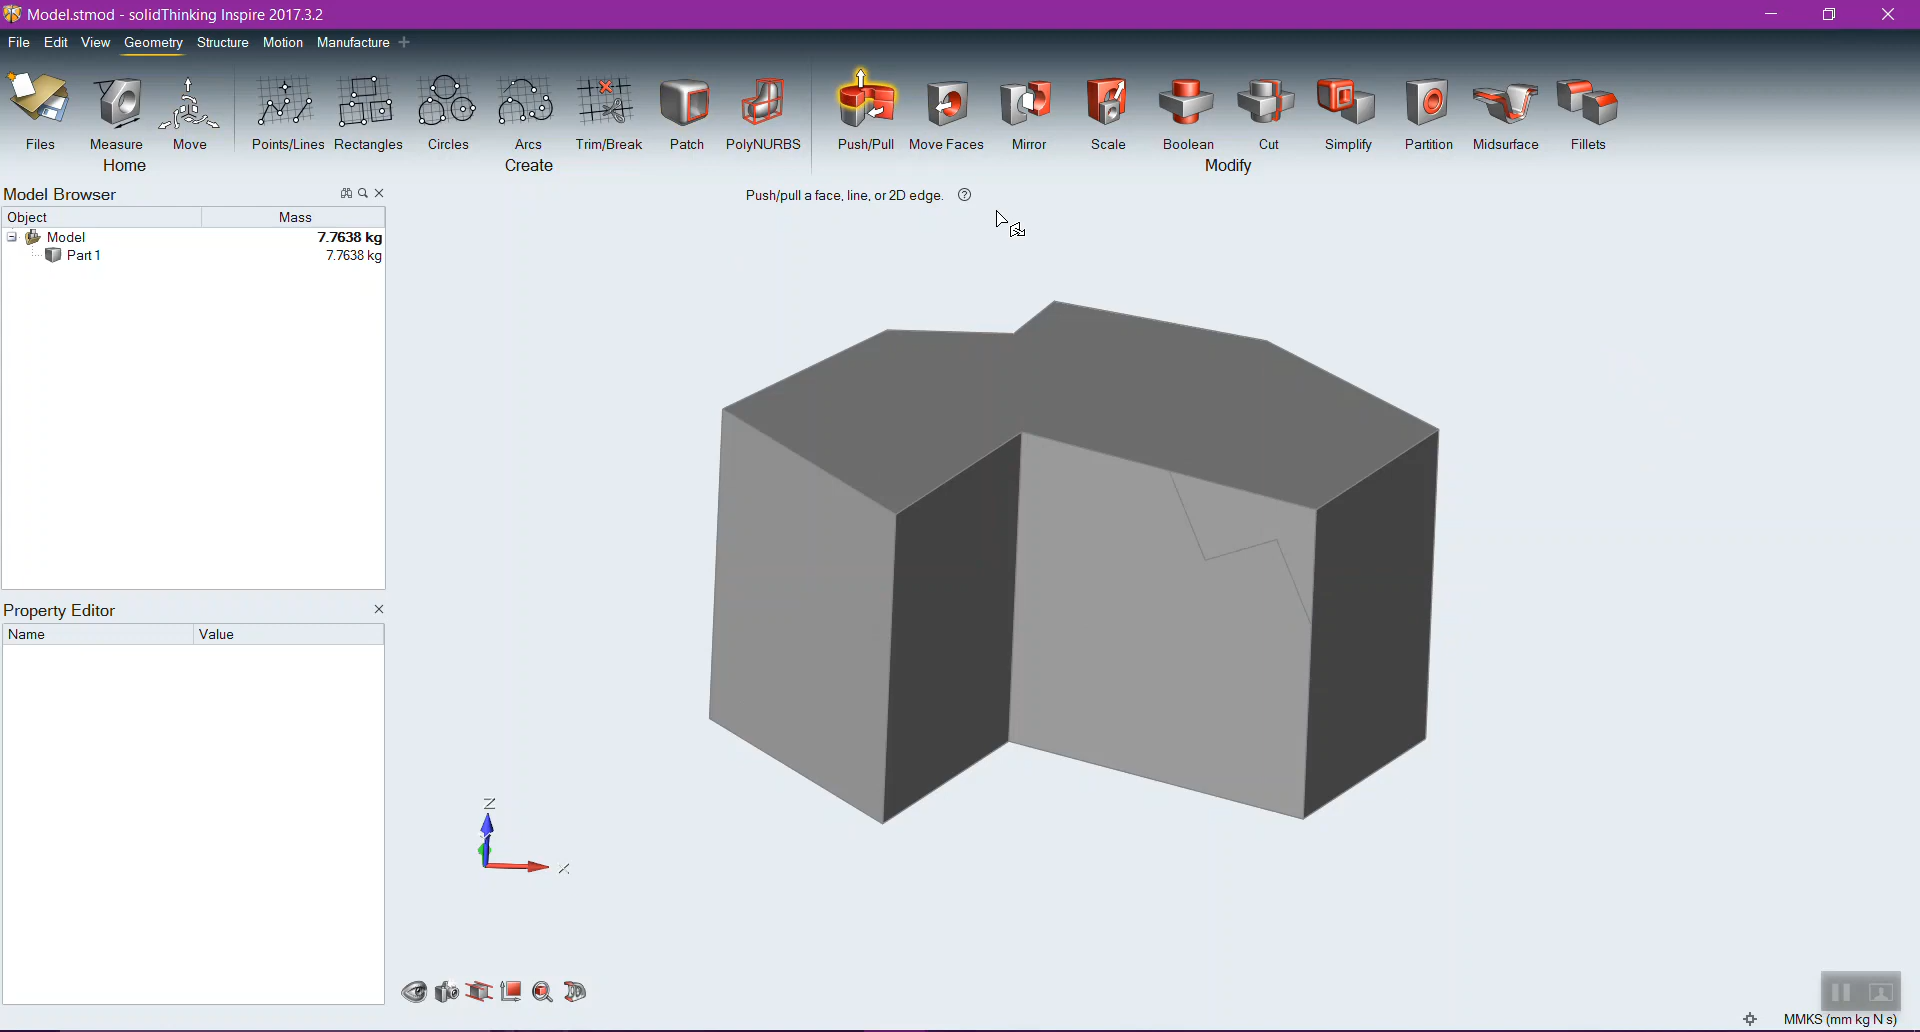 Model.stmod - solidThinking Inspire 2017.3.2
File Edit View Geometry Structure Motion Manufacture +
Files Measure Move Points/Lines Rectangles Circles Arcs Trim/Break Patch PolyNURBS Push/Pull Move Faces Mirror Scale Boolean Cut Simplify Partition Midsurface Fillets
Home Create Modify
Model Browser
Push/pull a face, line, or 2D edge.
Object Mass
Model 7.7638 kg
Part 1 7.7638 kg
Property Editor
Name Value
Z
X
MMKS (mm kg N s)